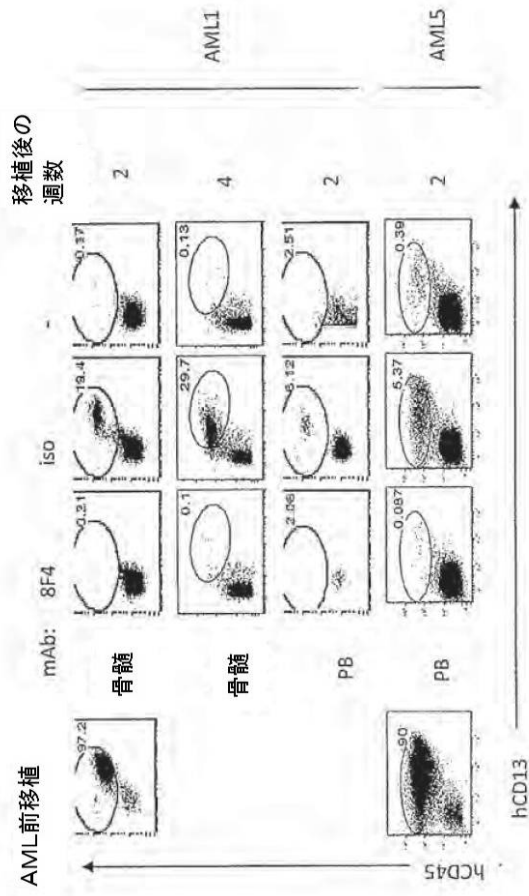 AML前移植
移植後の
週数
mAb:
8F4
iso
-
97.2
骨髄
0.21
19.4
0.37
2
骨髄
0.1
29.7
0.13
4
AML1
PB
2.06
6.12
2.51
2
90
PB
0.087
5.37
0.39
2
AML5
hCD45
hCD13